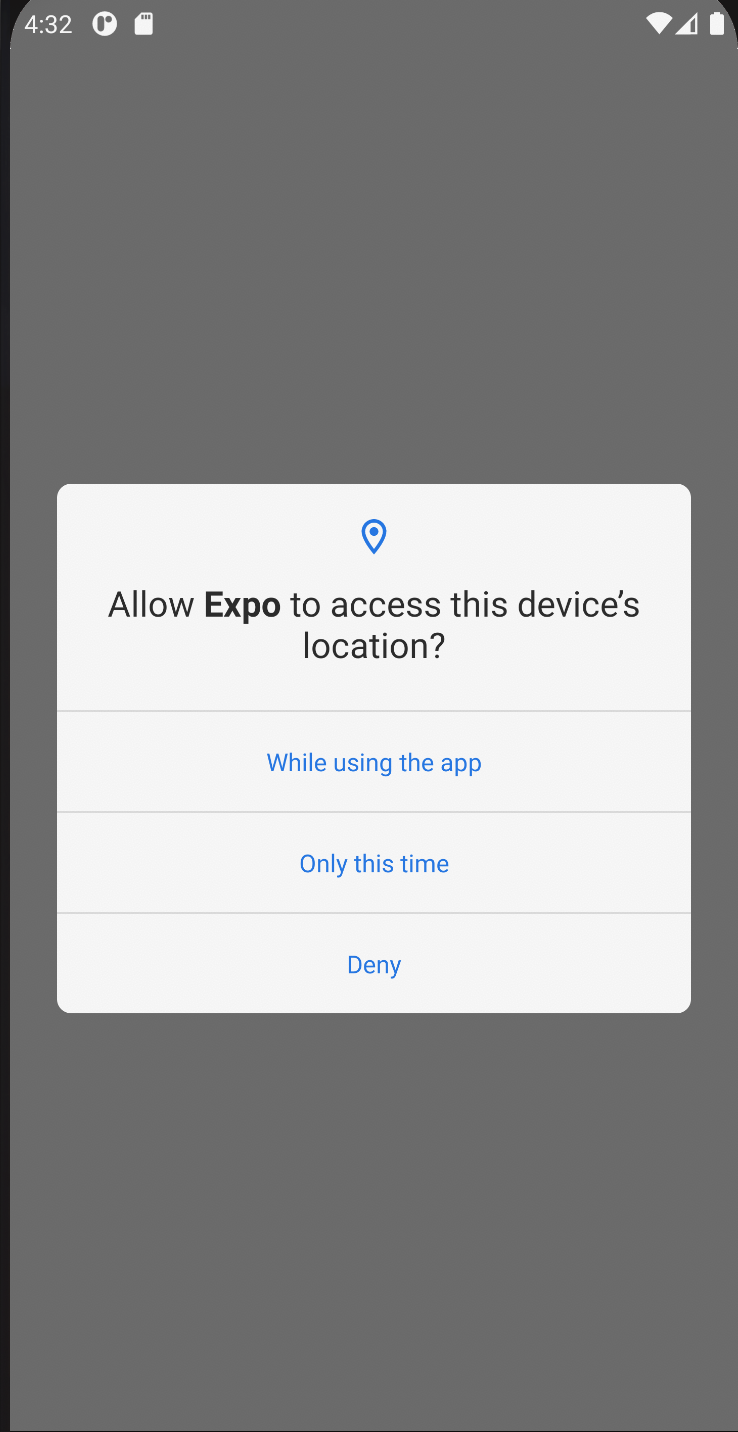 4:32
Allow Expo to access this device’s
location?
While using the app
Only this time
Deny